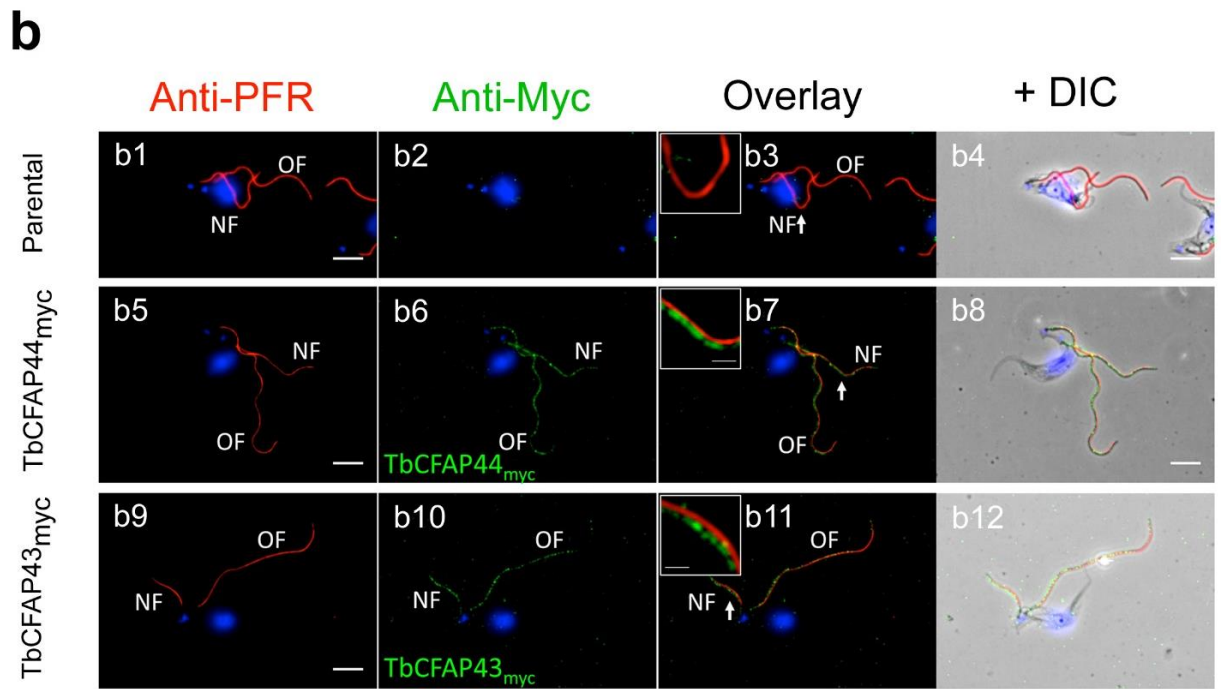 b
Anti-PFR Anti-Myc Overlay + DIC
Parental
b1 OF NF
b2
b3 OF NF
b4
TbCFAP44myc
b5 NF OF
b6 NF OF TbCFAP44myc
b7 NF OF
b8
TbCFAP43myc
b9 OF NF
b10 OF NF TbCFAP43myc
b11 OF NF
b12